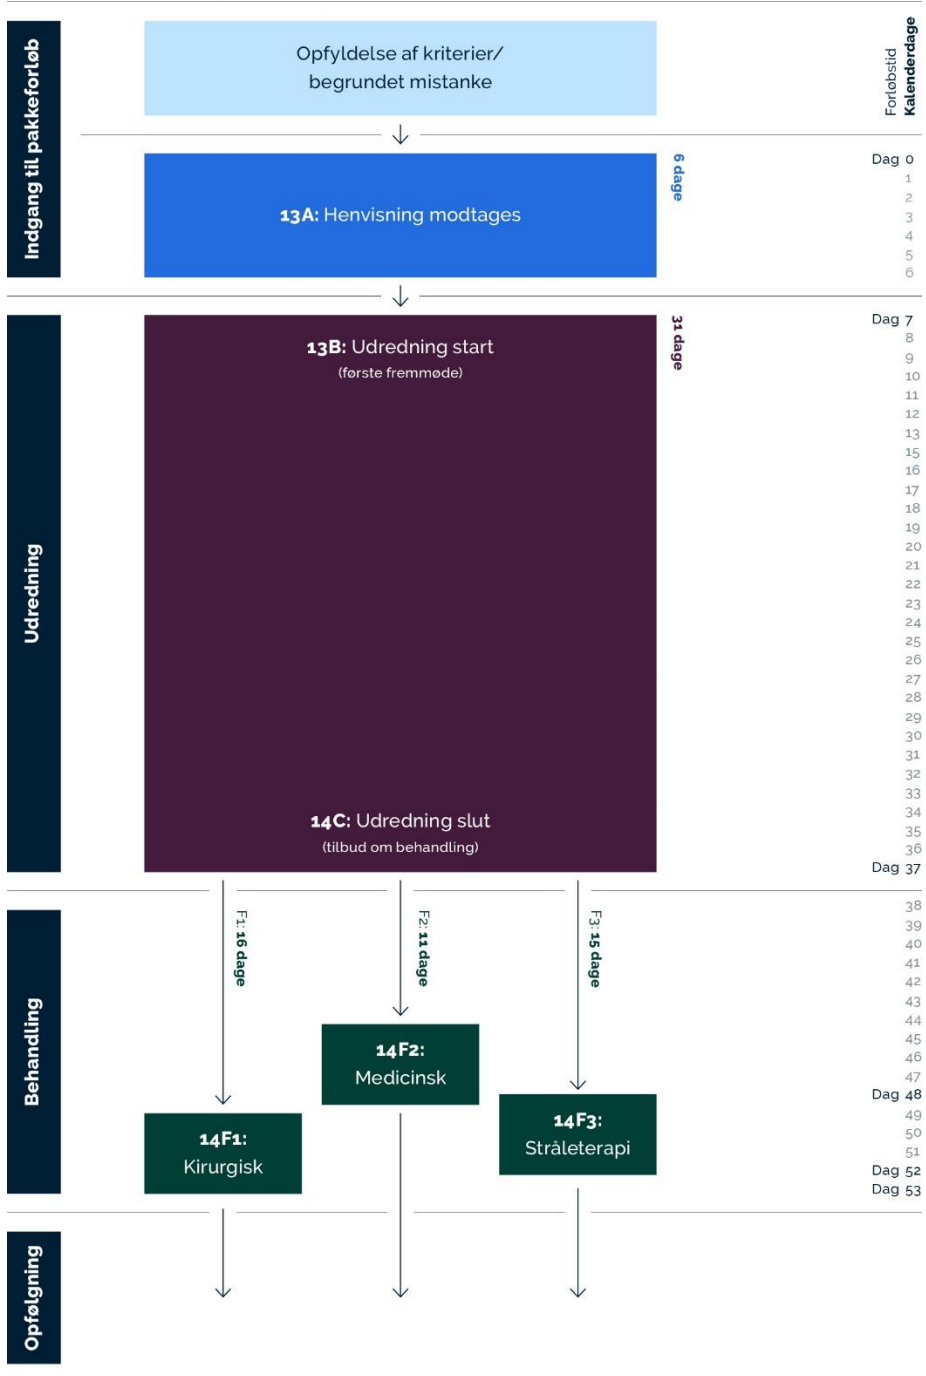 Indgang til pakkeforløb
Opfyldelse af kriterier/
begrundet mistanke
Forløbstid
Kalenderdage
13A: Henvisning modtages
6 dage
Dag 0
1
2
3
4
5
6
Udredning
13B: Udredning start
(første fremmøde)
31 dage
14C: Udredning slut
(tilbud om behandling)
Dag 7
8
9
10
11
12
13
15
16
17
18
19
20
21
22
23
24
25
26
27
28
29
30
31
32
33
34
35
36
Dag 37
Behandling
F1: 16 dage
F2: 11 dage
F3: 15 dage
14F2:
Medicinsk
14F3:
Stråleterapi
14F1:
Kirurgisk
38
39
40
41
42
43
44
45
46
47
Dag 48
49
50
51
Dag 52
Dag 53
Opfølgning